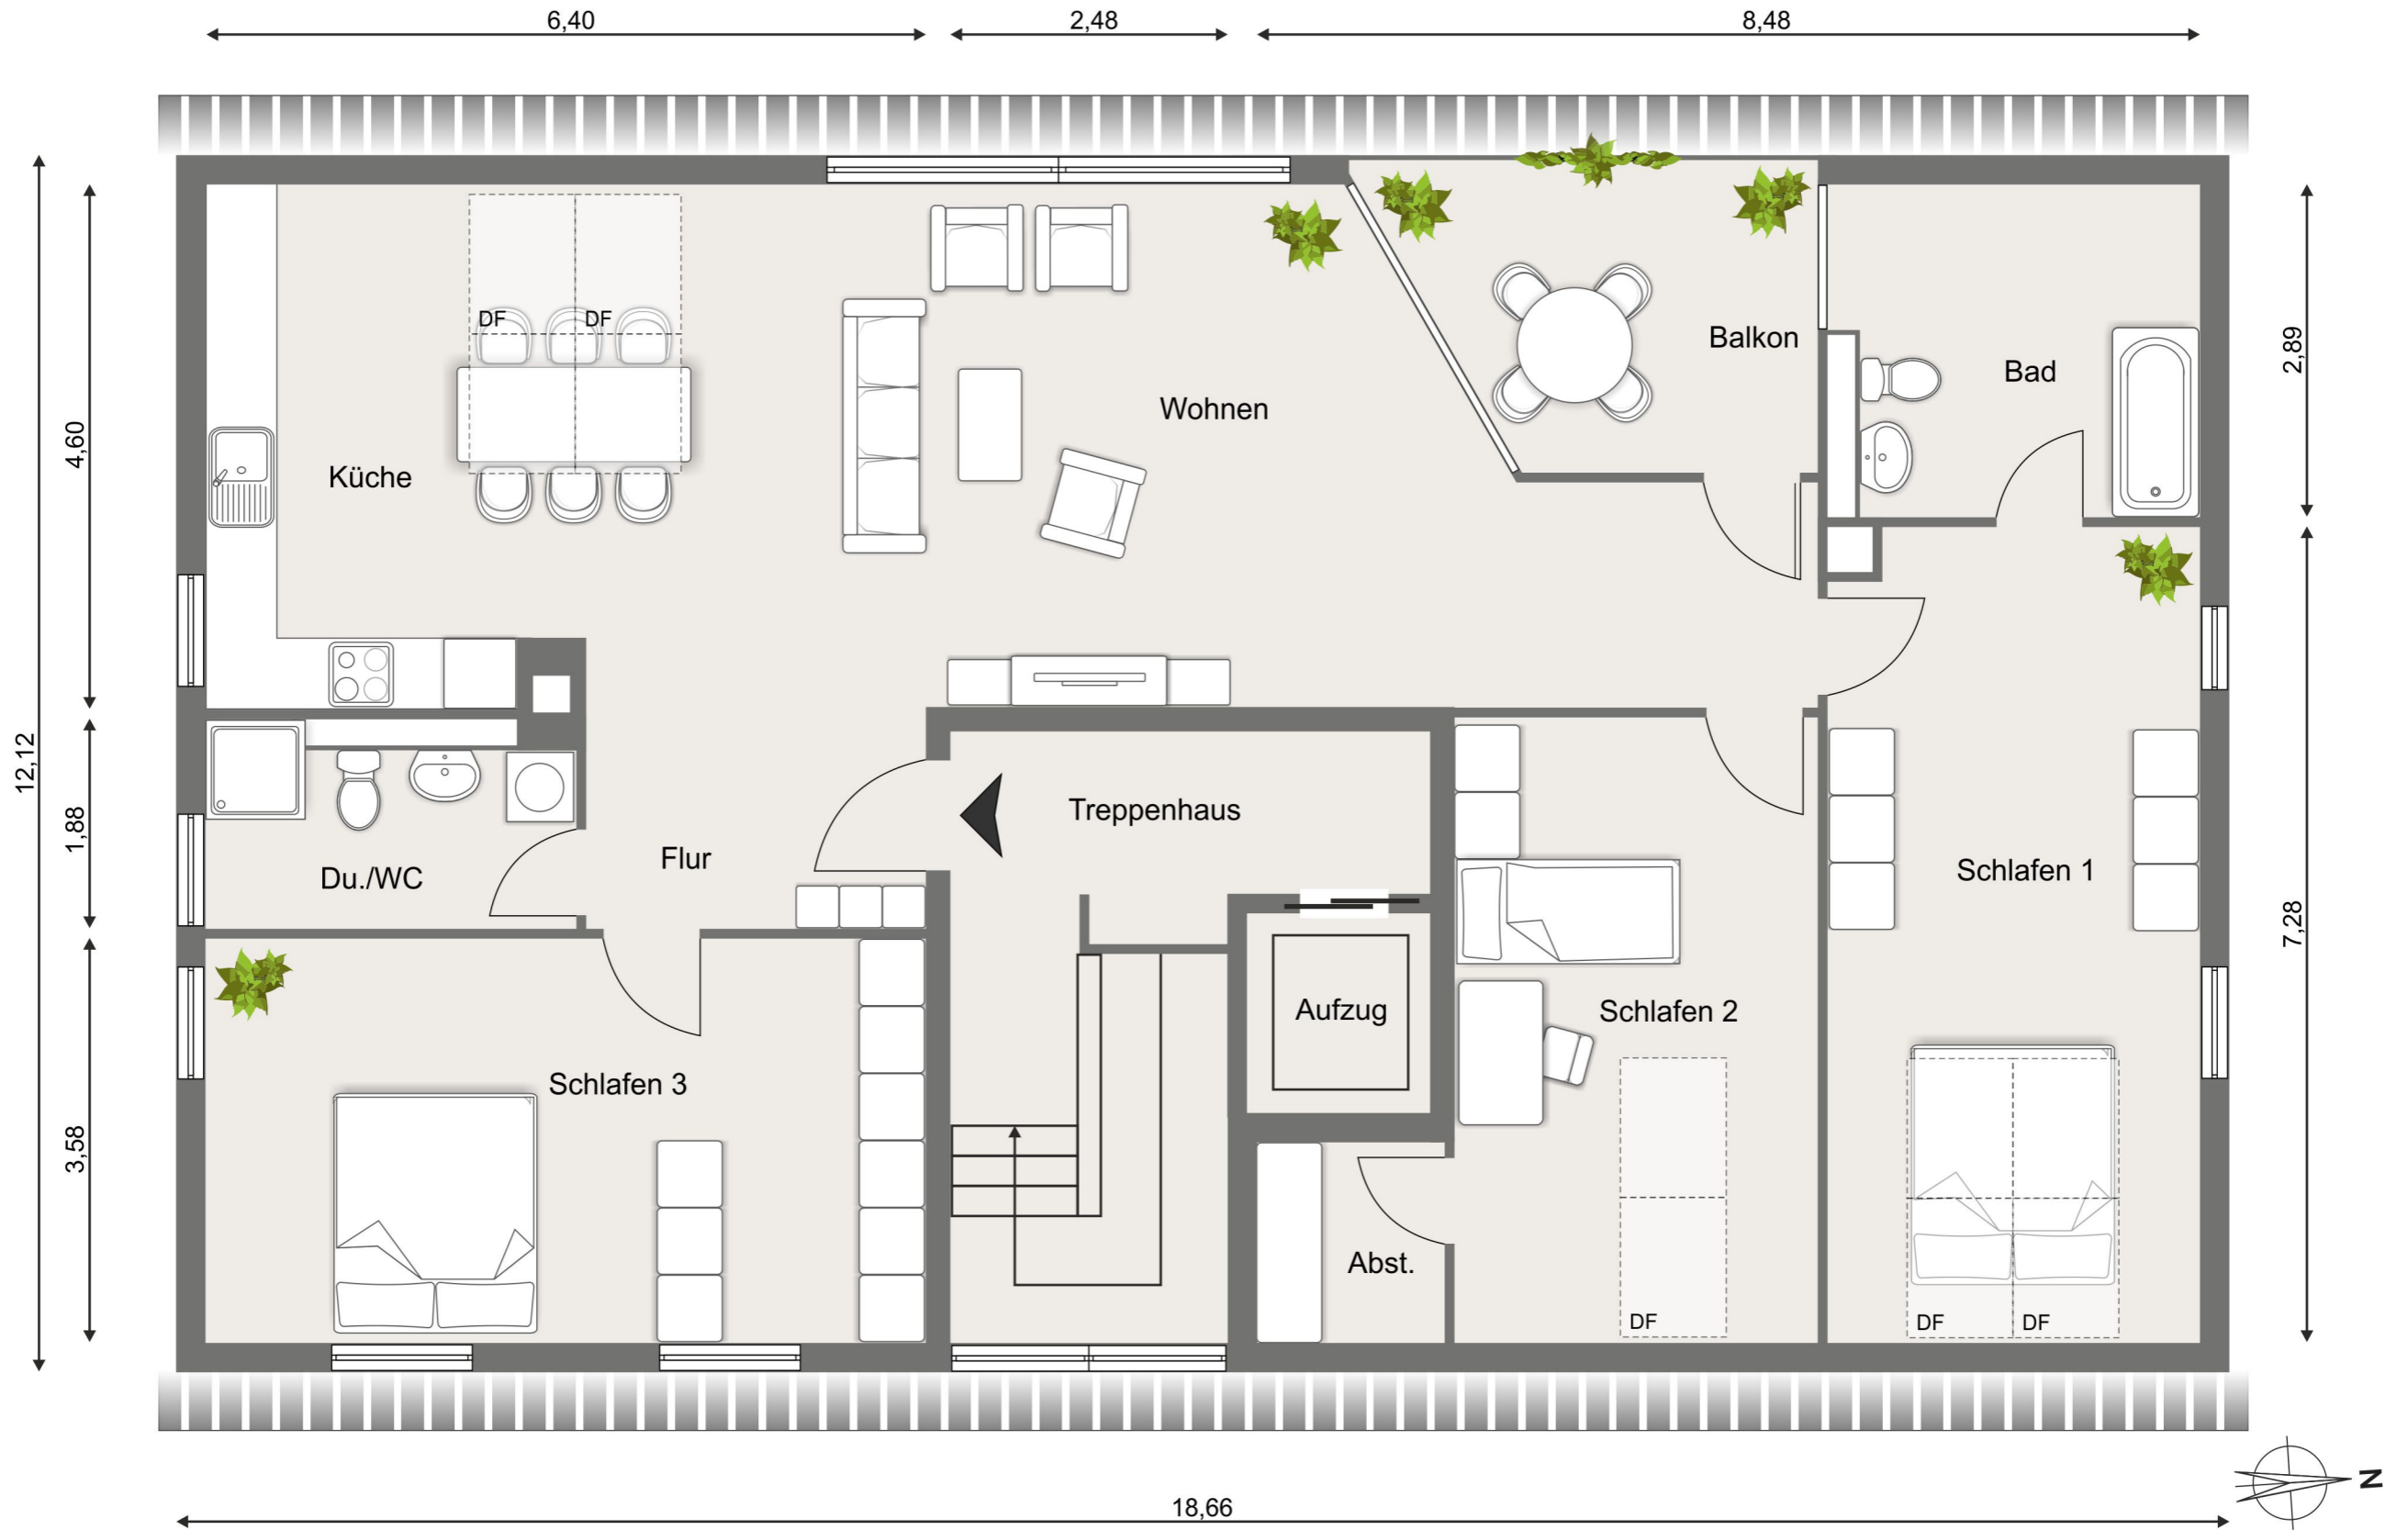 6,40
2,48
8,48
12,12
4,60
1,88
3,58
2,89
7,28
DF
DF
Küche
Wohnen
Balkon
Bad
Du./WC
Flur
Treppenhaus
Schlafen 1
Aufzug
Schlafen 2
Schlafen 3
Abst.
DF
DF
DF
18,66
N